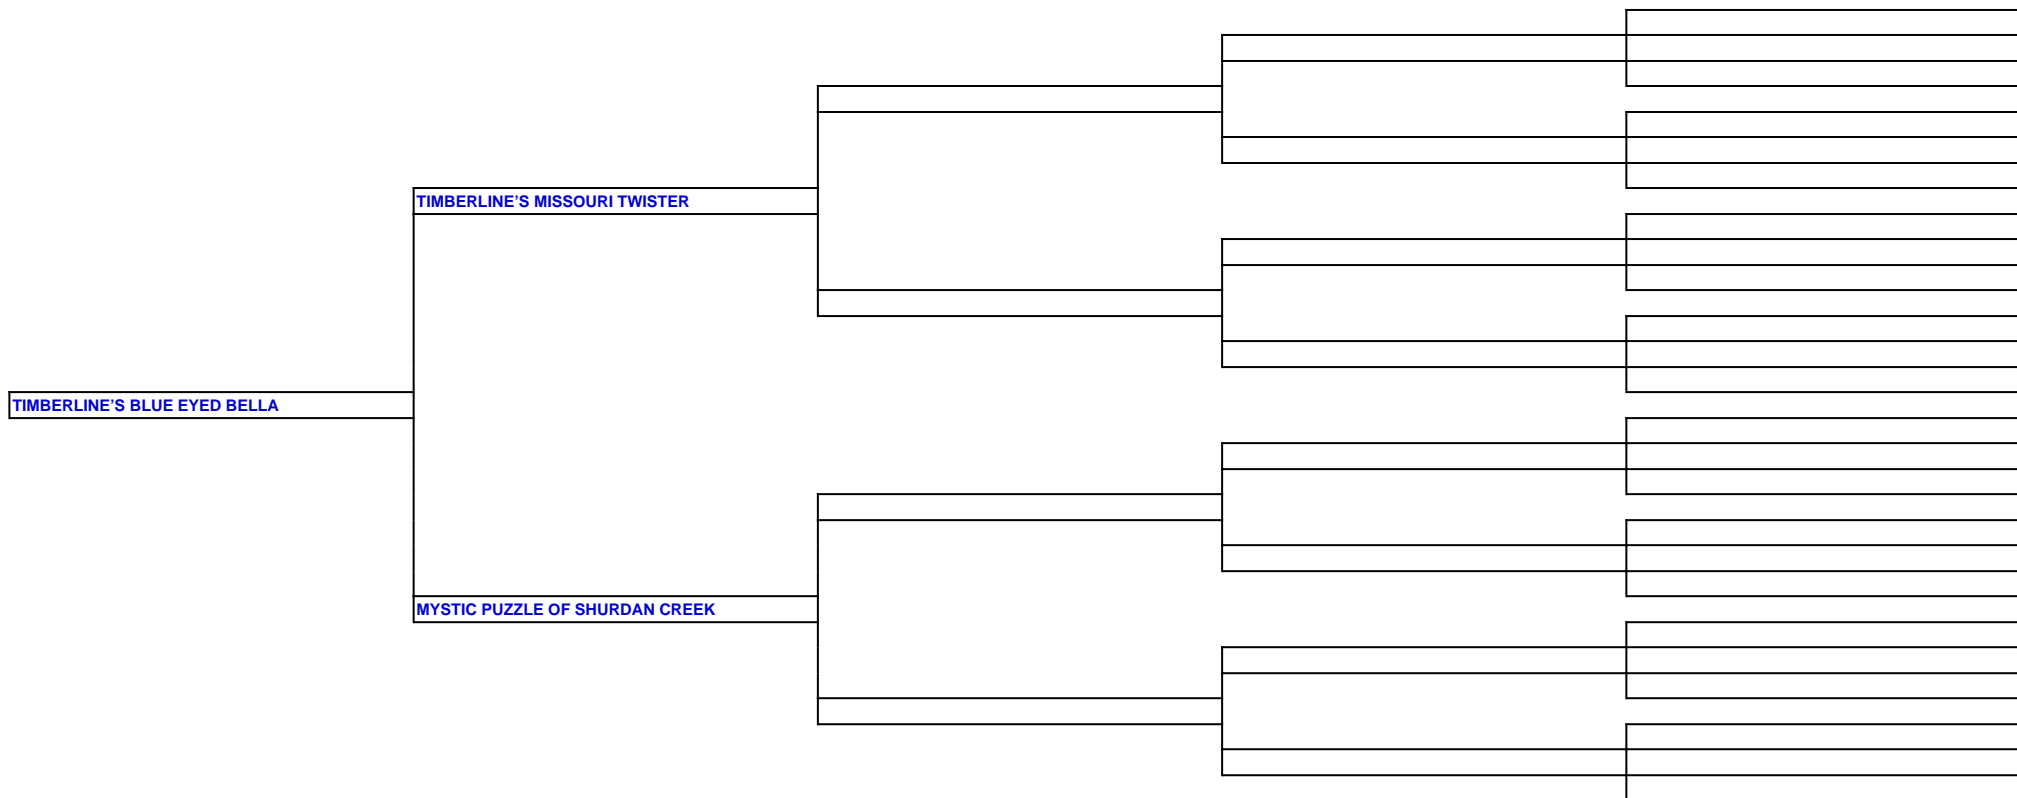 TIMBERLINE’S MISSOURI TWISTER
TIMBERLINE’S BLUE EYED BELLA
MYSTIC PUZZLE OF SHURDAN CREEK